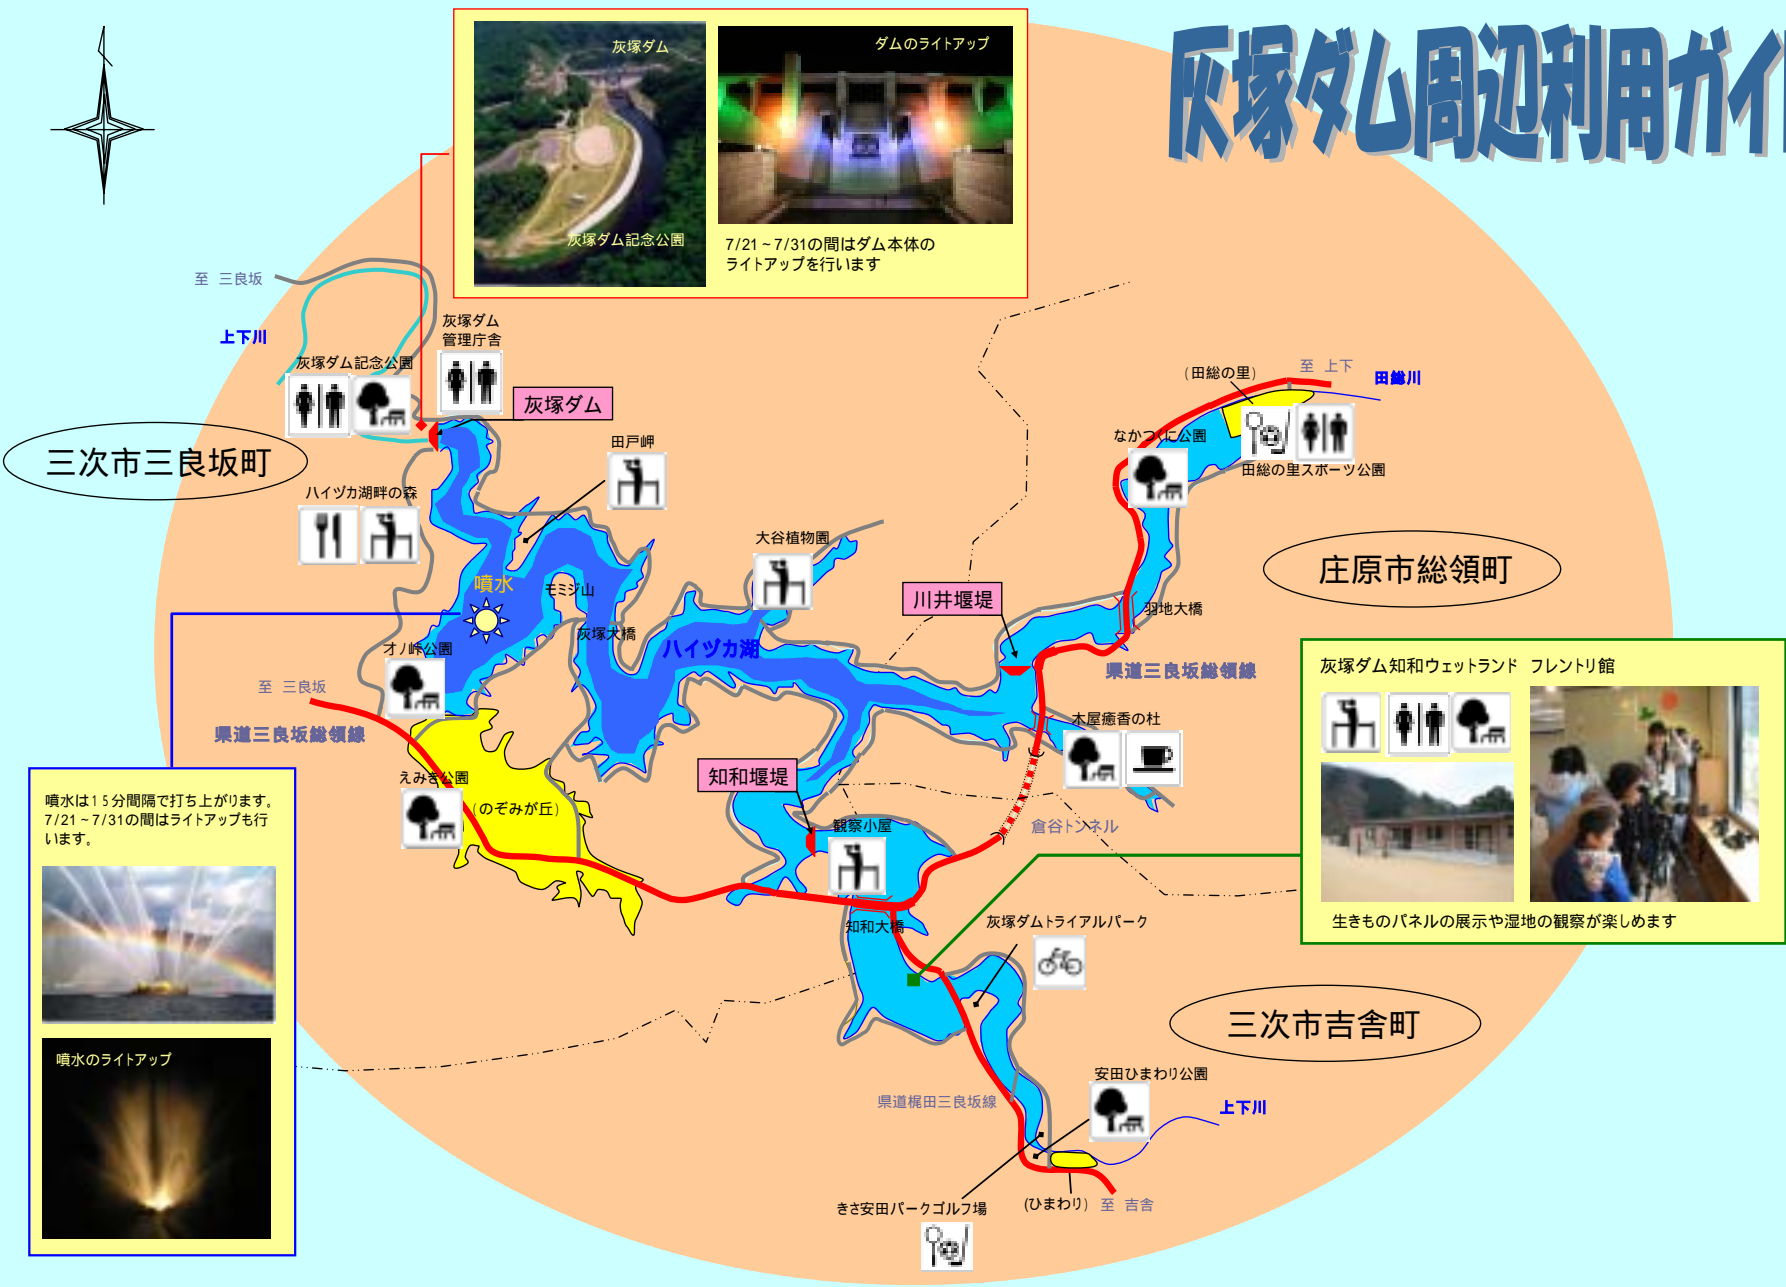 灰塚ダム周辺利用ガイ
灰塚ダム
灰塚ダム記念公園
ダムのライトアップ
7/21~7/31の間はダム本体の
ライトアップを行います
至 三良坂
上下川
灰塚ダム記念公園
灰塚ダム
管理庁舎
灰塚ダム
三次市三良坂町
ハイヅカ湖畔の森
田戸岬
大谷植物園
噴水
モミジ山
灰塚大橋
ハイヅカ湖
オノ峠公園
至 三良坂
県道三良坂総領線
えみき公園
(のぞみが丘)
知和堰堤
観察小屋
知和大橋
川井堰堤
(田総の里)
至 上下
田総川
なかつくに公園
田総の里スポーツ公園
庄原市総領町
羽地大橋
県道三良坂総領線
木屋癒香の杜
倉谷トンネル
灰塚ダム知和ウェットランド フレントリ館
生きものパネルの展示や湿地の観察が楽しめます
灰塚ダムトライアルパーク
三次市吉舎町
県道梶田三良坂線
安田ひまわり公園
上下川
きさ安田パークゴルフ場
(ひまわり)
至 吉舎
噴水は15分間隔で打ち上がります。
7/21~7/31の間はライトアップも行
います。
噴水のライトアップ